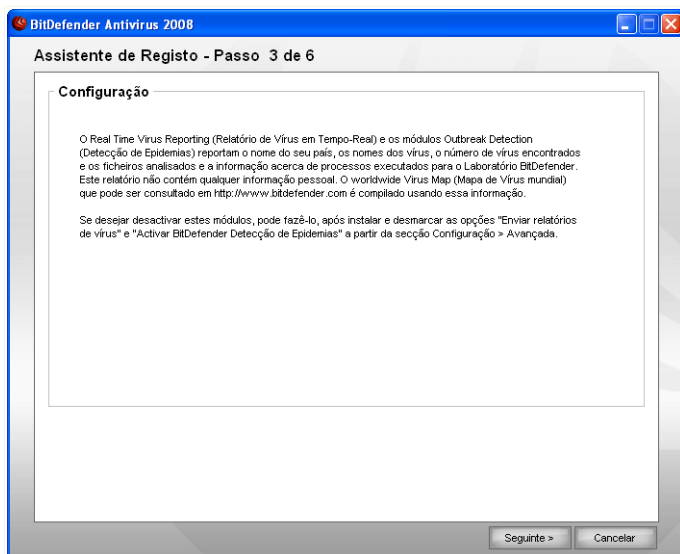 BitDefender Antivirus 2008
Assistente de Registo - Passo 3 de 6
Configuração
O Real Time Virus Reporting (Relatório de Vírus em Tempo-Real) e os módulos Outbreak Detection
(Detecção de Epidemias) reportam o nome do seu país, os nomes dos vírus, o número de vírus encontrados
e os ficheiros analisados e a informação acerca de processos executados para o Laboratório BitDefender.
Este relatório não contém qualquer informação pessoal. O worldwide Virus Map (Mapa de Vírus mundial)
que pode ser consultado em http://www.bitdefender.com é compilado usando essa informação.
Se desejar desactivar estes módulos, pode fazê-lo, após instalar e desmarcar as opções "Enviar relatórios
de vírus" e "Activar BitDefender Detecção de Epidemias" a partir da secção Configuração > Avançada.
Seguinte >
Cancelar